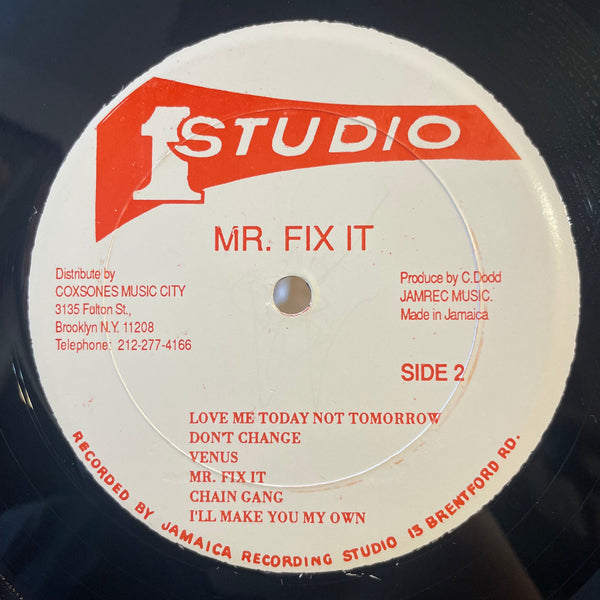 1 STUDIO
MR. FIX IT
Distribute by
COXSONES MUSIC CITY
3135 Fulton St.,
Brooklyn N.Y. 11208
Telephone: 212-277-4166
Produce by C.Dodd
JAMREC MUSIC.
Made in Jamaica
SIDE 2
LOVE ME TODAY NOT TOMORROW
DON'T CHANGE
VENUS
MR. FIX IT
CHAIN GANG
I'LL MAKE YOU MY OWN
RECORDED BY JAMAICA RECORDING STUDIO 13 BRENTFORD RD.